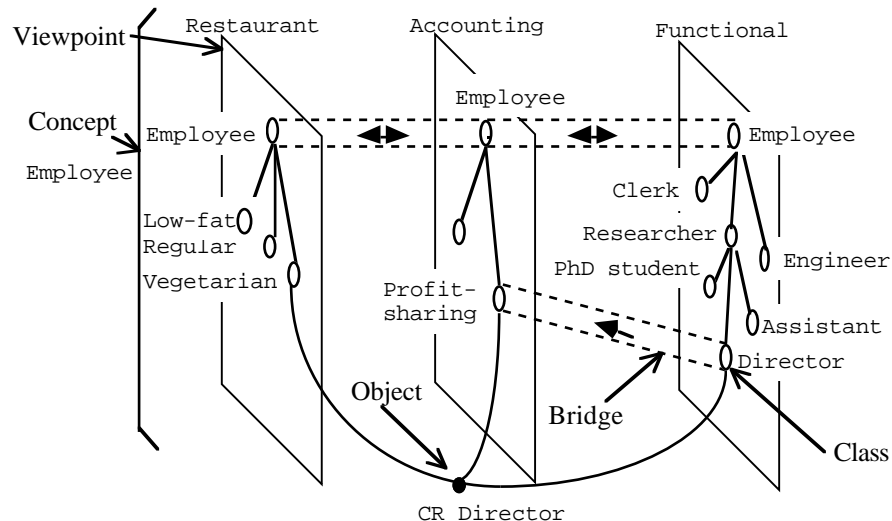 Restaurant
Accounting
Functional
Viewpoint
Employee
Concept
Employee
Employee
Employee
Clerk
Low-fat
Researcher
Regular
PhD student
Engineer
Vegetarian
Profit-
sharing
Assistant
Director
Object
Bridge
Class
CR Director